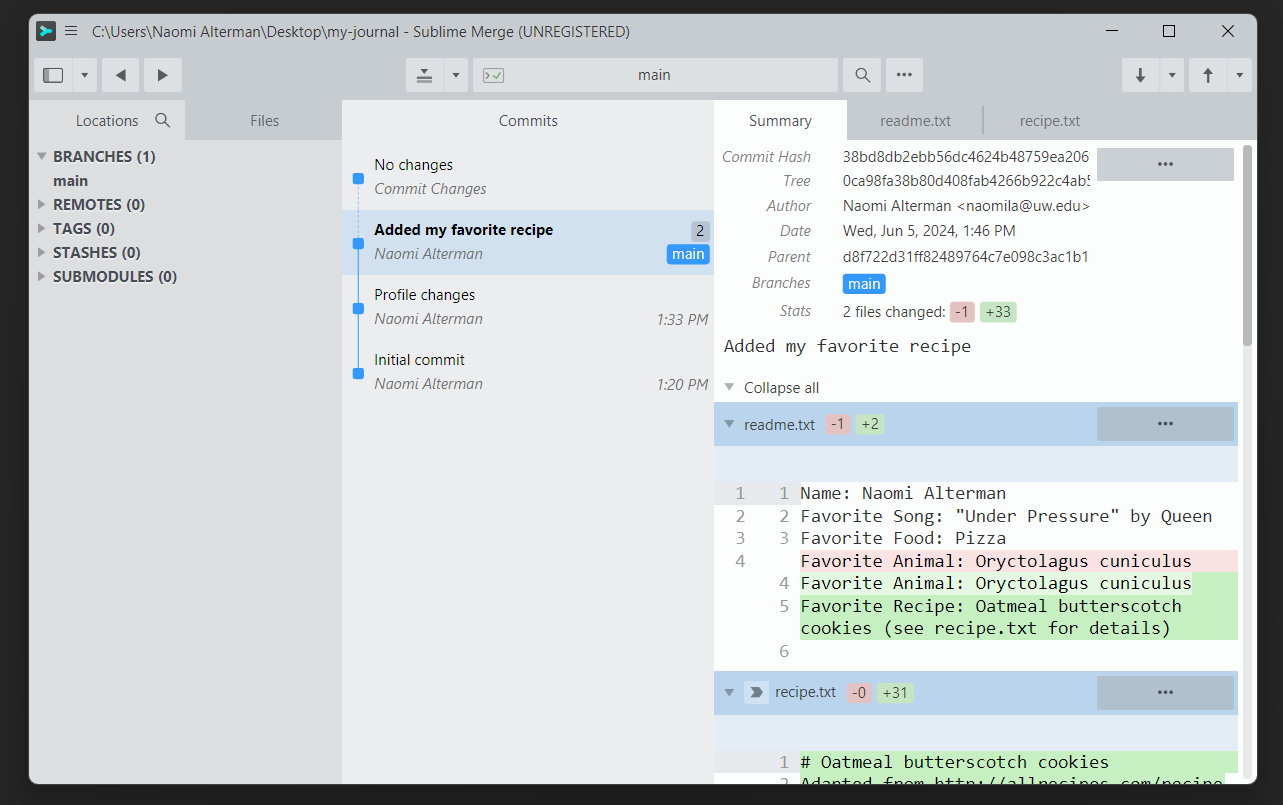 C:\Users\Naomi Alterman\Desktop\my-journal - Sublime Merge (UNREGISTERED)
main
Locations
Files
Commits
Summary
readme.txt
recipe.txt
BRANCHES (1)
main
REMOTES (0)
TAGS (0)
STASHES (0)
SUBMODULES (0)
No changes
Commit Changes
Added my favorite recipe 2
Naomi Alterman main
Profile changes
Naomi Alterman 1:33 PM
Initial commit
Naomi Alterman 1:20 PM
Commit Hash 38bd8db2ebb56dc4624b48759ea206
Tree 0ca98fa38b80d408fab4266b922c4ab5
Author Naomi Alterman <naomila@uw.edu>
Date Wed, Jun 5, 2024, 1:46 PM
Parent d8f722d31ff82489764c7e098c3ac1b1
Branches main
Stats 2 files changed: -1 +33
Added my favorite recipe
Collapse all
readme.txt -1 +2
1 1 Name: Naomi Alterman
2 2 Favorite Song: "Under Pressure" by Queen
3 3 Favorite Food: Pizza
4 Favorite Animal: Oryctolagus cuniculus
4 Favorite Animal: Oryctolagus cuniculus
5 Favorite Recipe: Oatmeal butterscotch
cookies (see recipe.txt for details)
6
recipe.txt -0 +31
1 # Oatmeal butterscotch cookies
2 Adapted from http://allrecipes.com/recipe